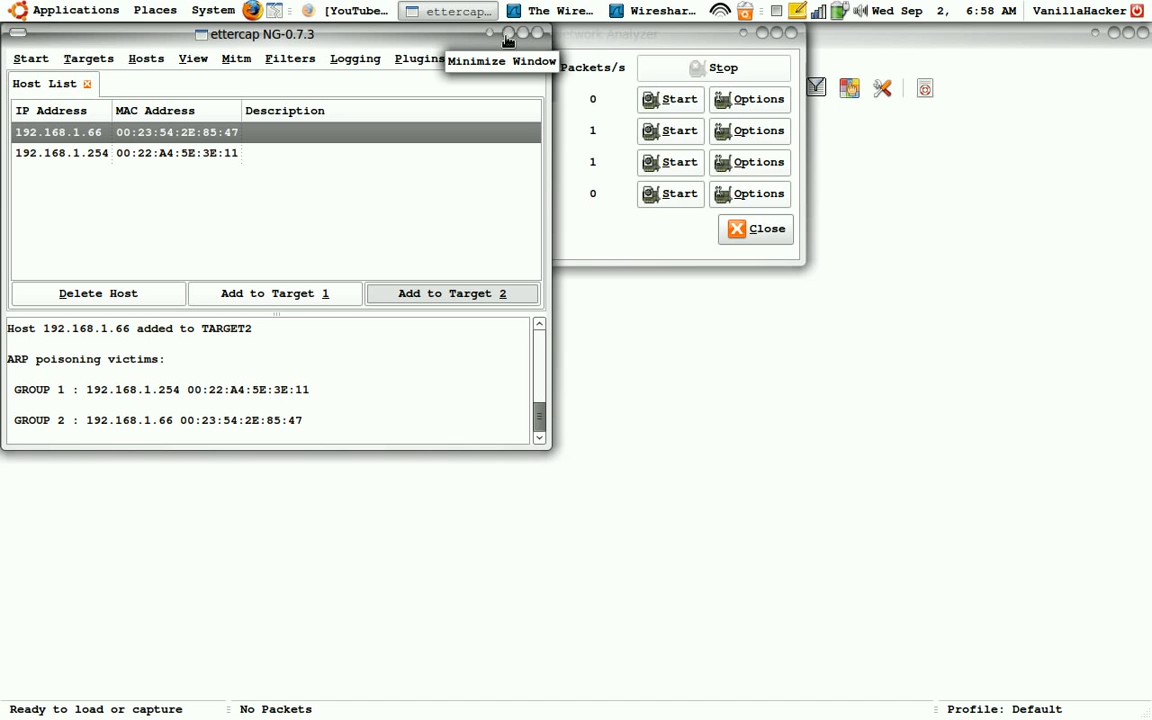 Applications Places System [YouTube... ettercap... The Wire... Wireshar... Wed Sep 2, 6:58 AM VanillaHacker
ettercap NG-0.7.3
Start Targets Hosts View Mitm Filters Logging Plugins
Minimize Window
Host List
IP Address MAC Address Description
192.168.1.66 00:23:54:2E:85:47
192.168.1.254 00:22:A4:5E:3E:11
Delete Host Add to Target 1 Add to Target 2
Host 192.168.1.66 added to TARGET2
ARP poisoning victims:
GROUP 1 : 192.168.1.254 00:22:A4:5E:3E:11
GROUP 2 : 192.168.1.66 00:23:54:2E:85:47
Analyzer
Packets/s Stop
0 Start Options
1 Start Options
1 Start Options
0 Start Options
Close
Ready to load or capture No Packets Profile: Default